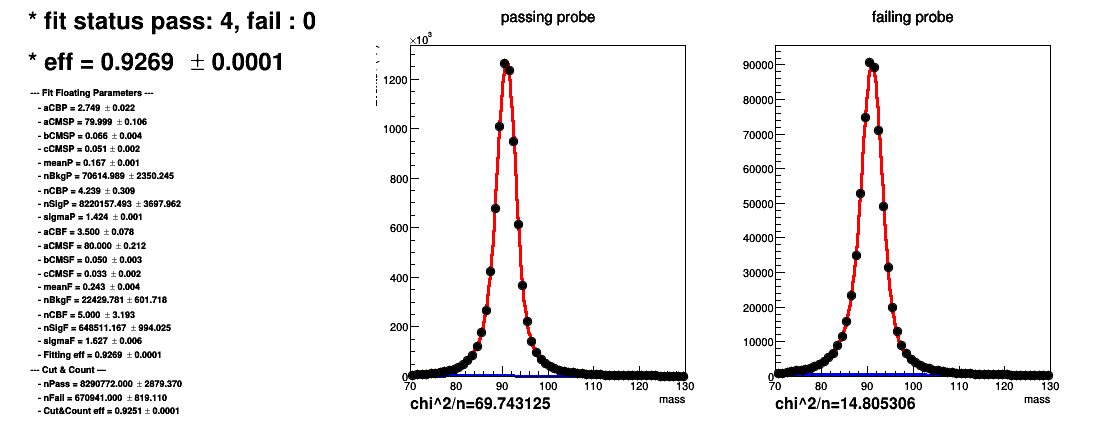 * fit status pass: 4, fail : 0
* eff = 0.9269 ± 0.0001
--- Fit Floating Parameters ---
- aCBP = 2.749 ± 0.022
- aCMSP = 79.999 ± 0.106
- bCMSP = 0.066 ± 0.004
- cCMSP = 0.051 ± 0.002
- meanP = 0.167 ± 0.001
- nBkgP = 70614.989 ± 2350.245
- nCBP = 4.239 ± 0.309
- nSigP = 8220157.493 ± 3697.962
- sigmaP = 1.424 ± 0.001
- aCBF = 3.500 ± 0.078
- aCMSF = 80.000 ± 0.212
- bCMSF = 0.050 ± 0.003
- cCMSF = 0.033 ± 0.002
- meanF = 0.243 ± 0.004
- nBkgF = 22429.781 ± 601.718
- nCBF = 5.000 ± 3.193
- nSigF = 648511.167 ± 994.025
- sigmaF = 1.627 ± 0.006
- Fitting eff = 0.9269 ± 0.0001
--- Cut & Count ---
- nPass = 8290772.000 ± 2879.370
- nFail = 670941.000 ± 819.110
- Cut&Count eff = 0.9251 ± 0.0001
passing probe
×10³
1200
1000
800
600
400
200
0
70 80 90 100 110 120 130
mass
chi^2/n=69.743125
failing probe
90000
80000
70000
60000
50000
40000
30000
20000
10000
0
70 80 90 100 110 120 130
mass
chi^2/n=14.805306